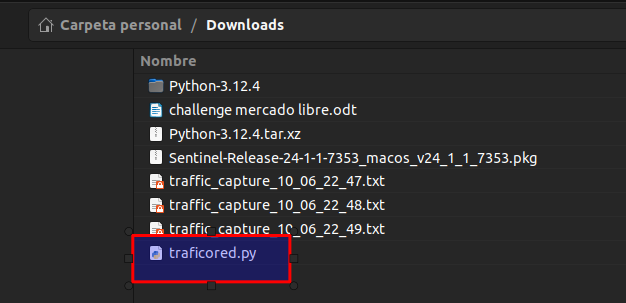 Carpeta personal / Downloads
Nombre
Python-3.12.4
challenge mercado libre.odt
Python-3.12.4.tar.xz
Sentinel-Release-24-1-1-7353_macos_v24_1_1_7353.pkg
traffic_capture_10_06_22_47.txt
traffic_capture_10_06_22_48.txt
traffic_capture_10_06_22_49.txt
traficored.py